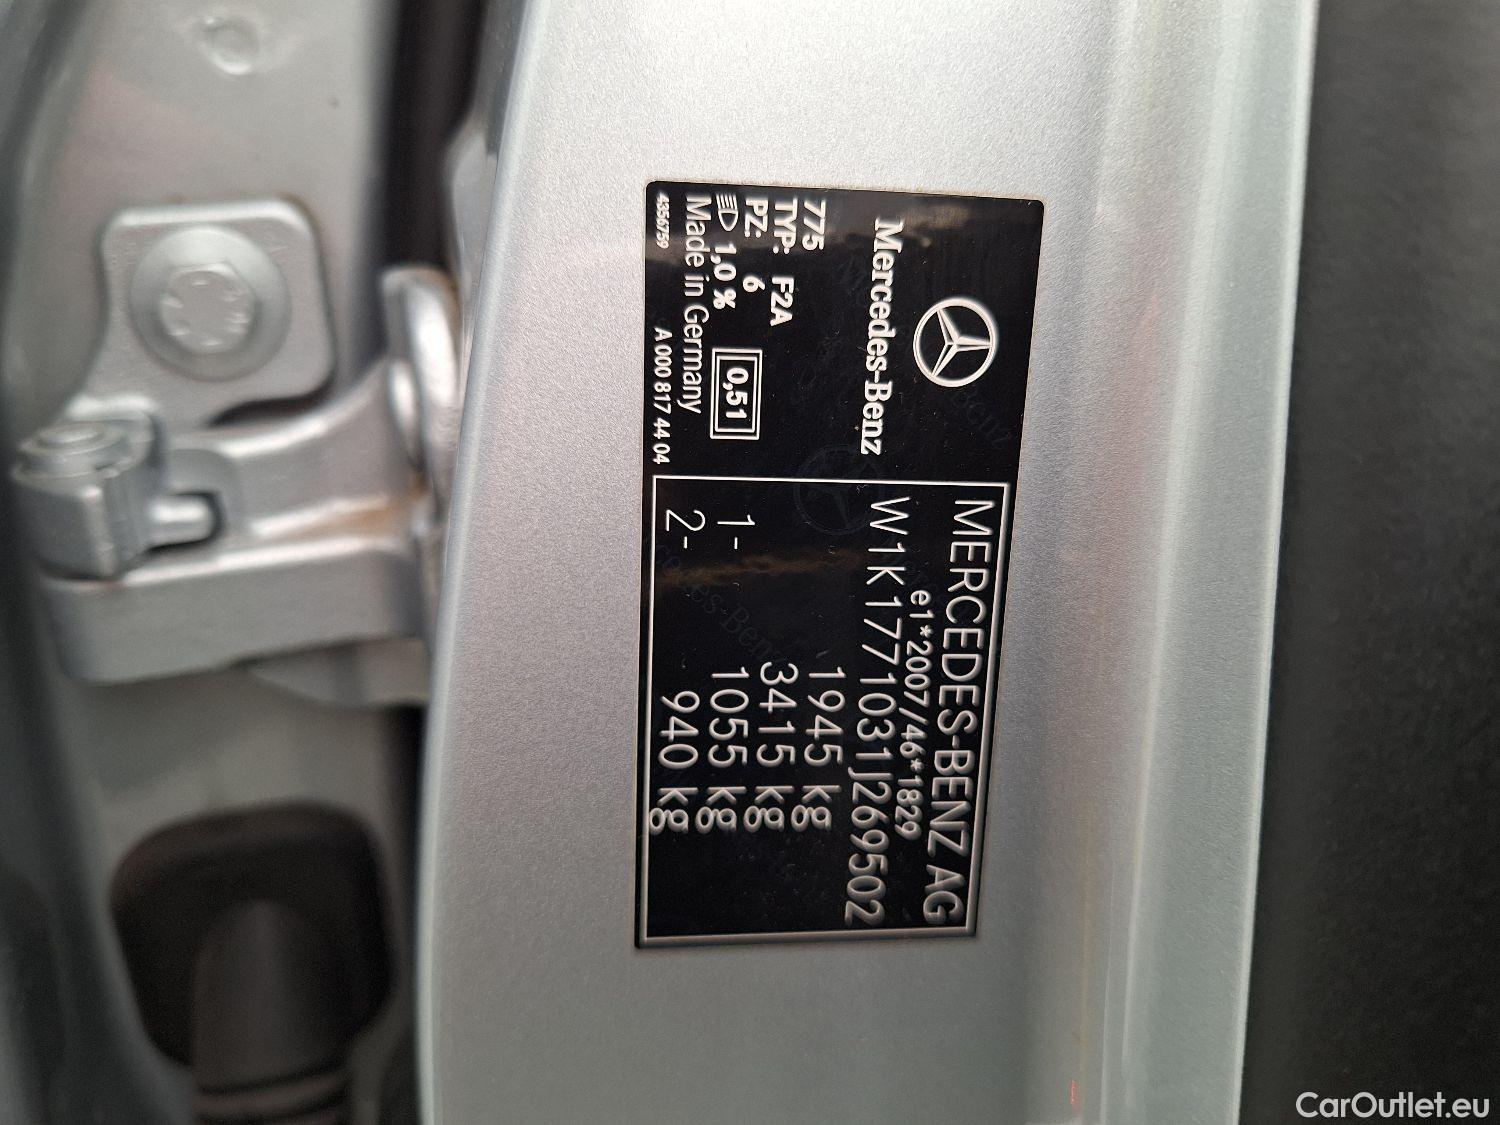 Mercedes-Benz
775
TYP: F2A
PZ: 6
1,0 %
0,51
Made in Germany
4856759 A 000 817 44 04
MERCEDES-BENZ AG
e1*2007/46*1829
W1K1771031J269502
1945 kg
3415 kg
1- 1055 kg
2- 940 kg
CarOutlet.eu